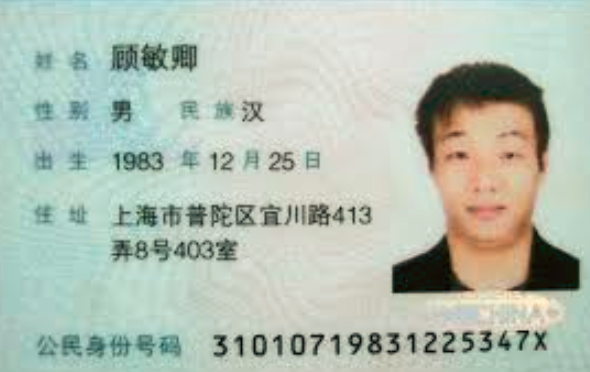 姓名 顾敏卿
性别 男 民族 汉
出生 1983 年 12 月 25 日
住址 上海市普陀区宜川路413
弄8号403室
CHINA
公民身份号码 31010719831225347X